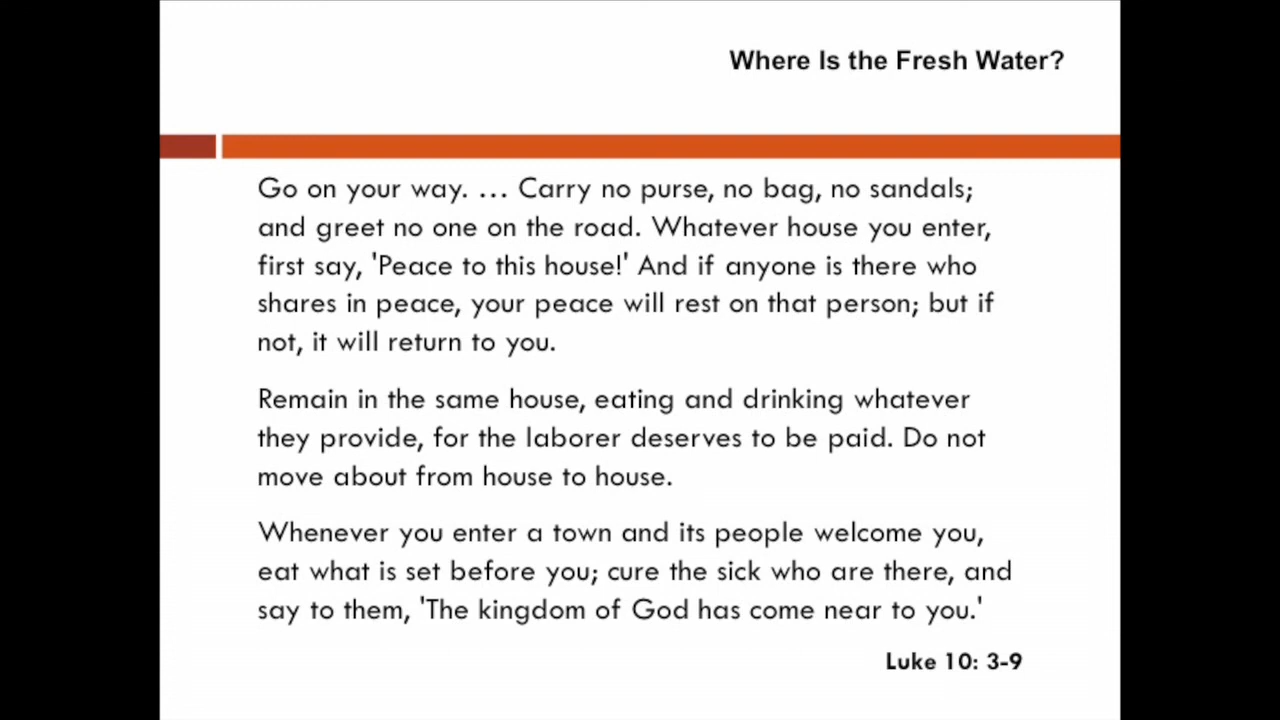 Where Is the Fresh Water?
Go on your way. … Carry no purse, no bag, no sandals;
and greet no one on the road. Whatever house you enter,
first say, 'Peace to this house!' And if anyone is there who
shares in peace, your peace will rest on that person; but if
not, it will return to you.
Remain in the same house, eating and drinking whatever
they provide, for the laborer deserves to be paid. Do not
move about from house to house.
Whenever you enter a town and its people welcome you,
eat what is set before you; cure the sick who are there, and
say to them, 'The kingdom of God has come near to you.'
Luke 10: 3-9